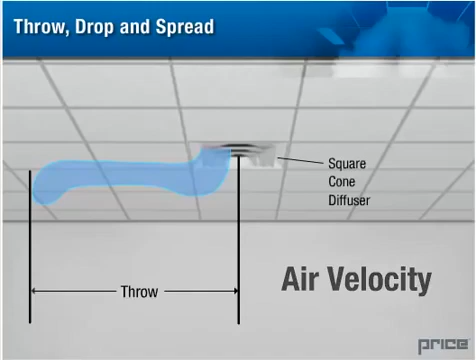 Throw, Drop and Spread
Square
Cone
Diffuser
Throw
Air Velocity
price